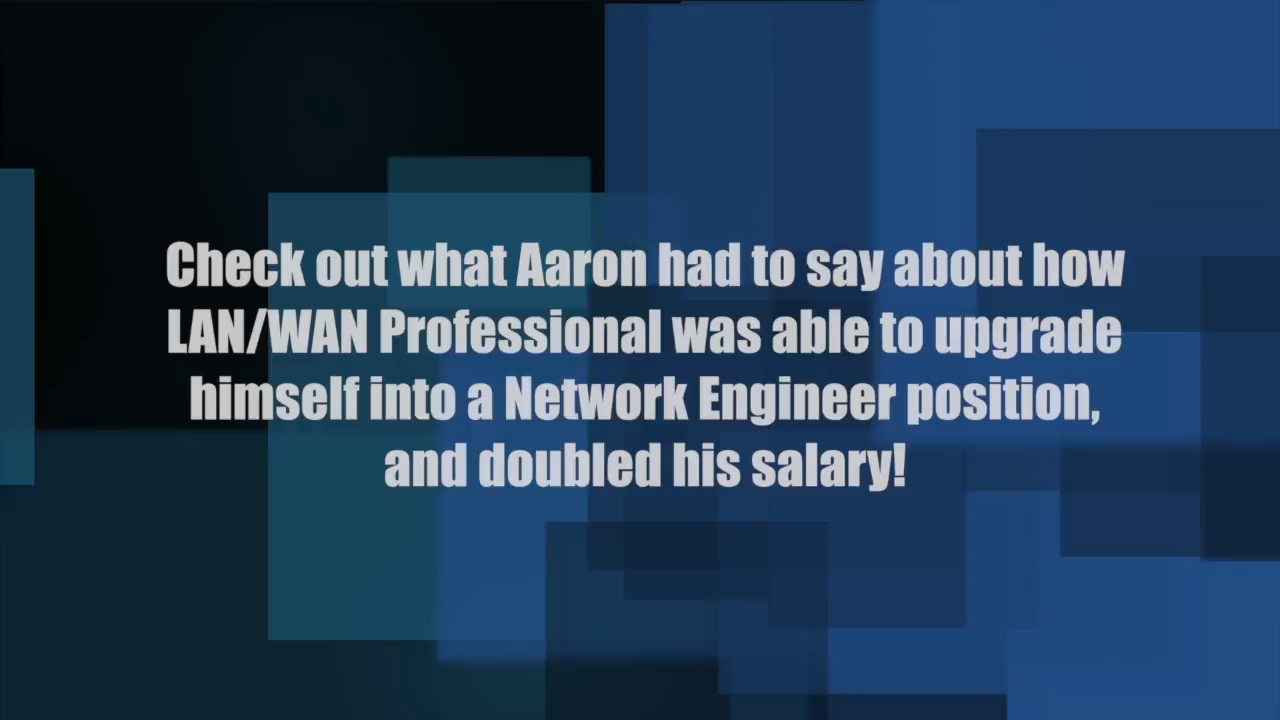 Check out what Aaron had to say about how
LAN/WAN Professional was able to upgrade
himself into a Network Engineer position,
and doubled his salary!